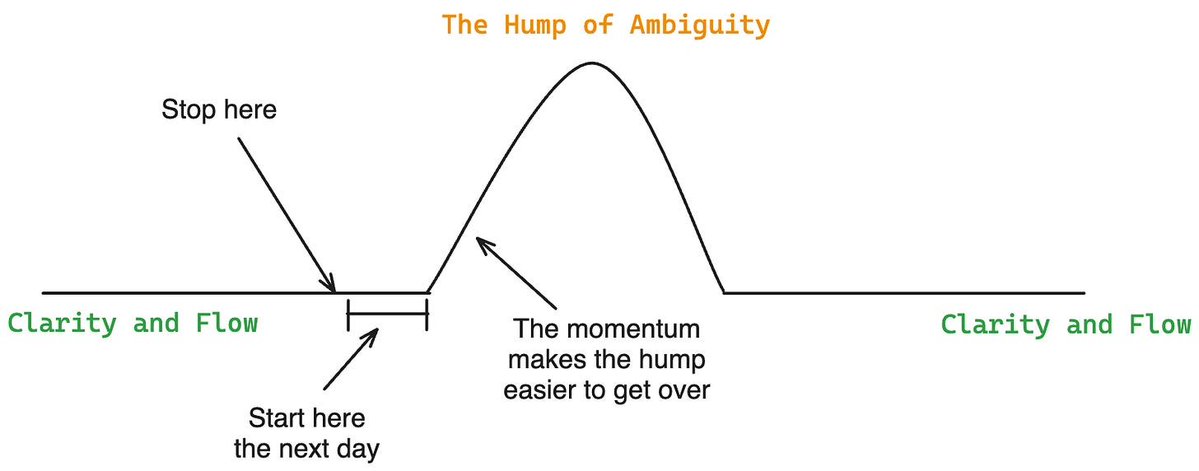 The Hump of Ambiguity
Stop here
Clarity and Flow
Clarity and Flow
The momentum
makes the hump
easier to get over
Start here
the next day